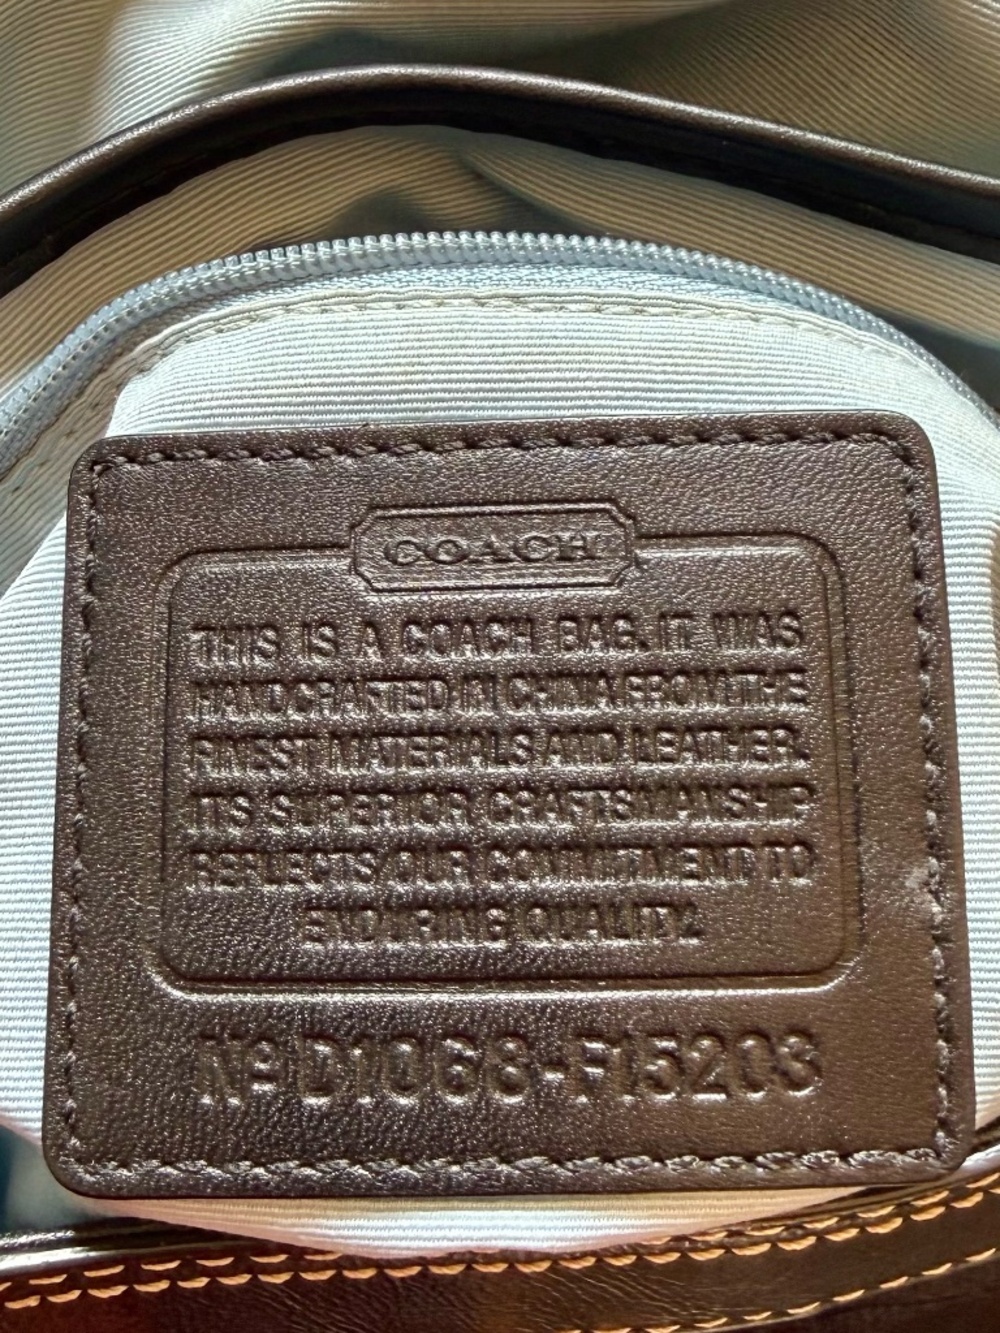 COACH
THIS IS A COACH BAG. IT WAS
HANDCRAFTED IN CHINA FROM THE
FINEST MATERIALS AND LEATHER.
ITS SUPERIOR CRAFTSMANSHIP
REFLECTS OUR COMMITMENT TO
ENDURING QUALITY.
Nº D1068-F15203